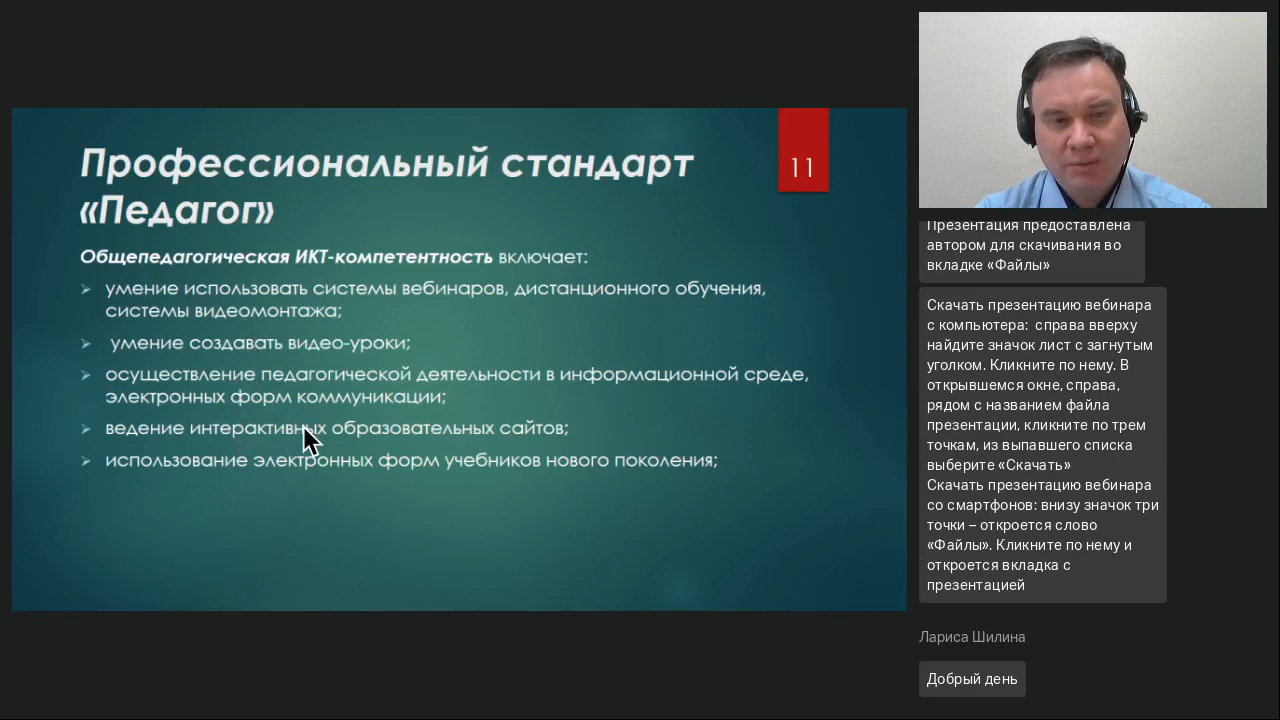 Профессиональный стандарт
«Педагог»
11
Общепедагогическая ИКТ-компетентность включает:
умение использовать системы вебинаров, дистанционного обучения,
системы видеомонтажа;
умение создавать видео-уроки;
осуществление педагогической деятельности в информационной среде,
электронных форм коммуникации;
ведение интерактивных образовательных сайтов;
использование электронных форм учебников нового поколения;
Презентация предоставлена
автором для скачивания во
вкладке «Файлы»
Скачать презентацию вебинара
с компьютера: справа вверху
найдите значок лист с загнутым
уголком. Кликните по нему. В
открывшемся окне, справа,
рядом с названием файла
презентации, кликните по трем
точкам, из выпавшего списка
выберите «Скачать»
Скачать презентацию вебинара
со смартфонов: внизу значок три
точки – откроется слово
«Файлы». Кликните по нему и
откроется вкладка с
презентацией
Лариса Шилина
Добрый день